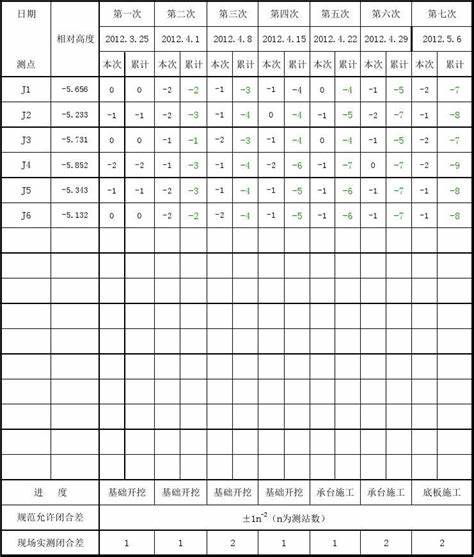 日期 第一次 第二次 第三次 第四次 第五次 第六次 第七次
相对高度 2012.3.25 2012.4.1 2012.4.8 2012.4.15 2012.4.22 2012.4.29 2012.5.6
测点 本次 累计 本次 累计 本次 累计 本次 累计 本次 累计 本次 累计 本次 累计
J1 -5.656 0 0 -2 -2 -1 -3 -1 -4 0 -4 -1 -5 -2 -7
J2 -5.233 -1 -1 -2 -3 -1 -4 0 -4 -1 -5 -2 -7 -1 -8
J3 -5.731 0 0 -1 -1 -2 -3 -1 -4 -1 -5 -2 -7 -1 -8
J4 -5.852 -2 -2 -1 -3 -1 -4 -2 -6 -1 -7 0 -7 -2 -9
J5 -5.343 -1 -1 -2 -3 -1 -4 -1 -5 -1 -6 -1 -7 -1 -8
J6 -5.132 0 0 -2 -2 -2 -4 -1 -5 -1 -6 -1 -7 -1 -8
进 度 基础开挖 基础开挖 基础开挖 基础开挖 承台施工 承台施工 底板施工
规范允许闭合差 ±1n⁻²（n为测站数）
现场实测闭合差 1 1 2 1 1 2 2